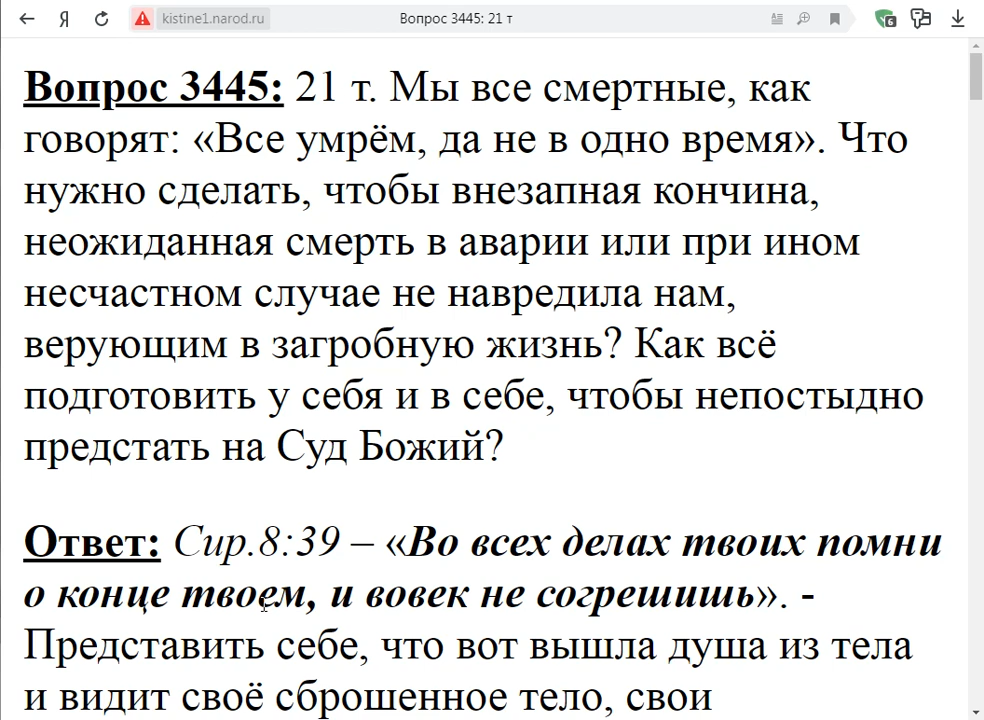 kistine1.narod.ru
Вопрос 3445: 21 т
6
Вопрос 3445: 21 т. Мы все смертные, как
говорят: «Все умрём, да не в одно время». Что
нужно сделать, чтобы внезапная кончина,
неожиданная смерть в аварии или при ином
несчастном случае не навредила нам,
верующим в загробную жизнь? Как всё
подготовить у себя и в себе, чтобы непостыдно
предстать на Суд Божий?
Ответ: Сир.8:39 – «Во всех делах твоих помни
о конце твоем, и вовек не согрешишь». -
Представить себе, что вот вышла душа из тела
и видит своё сброшенное тело, свои